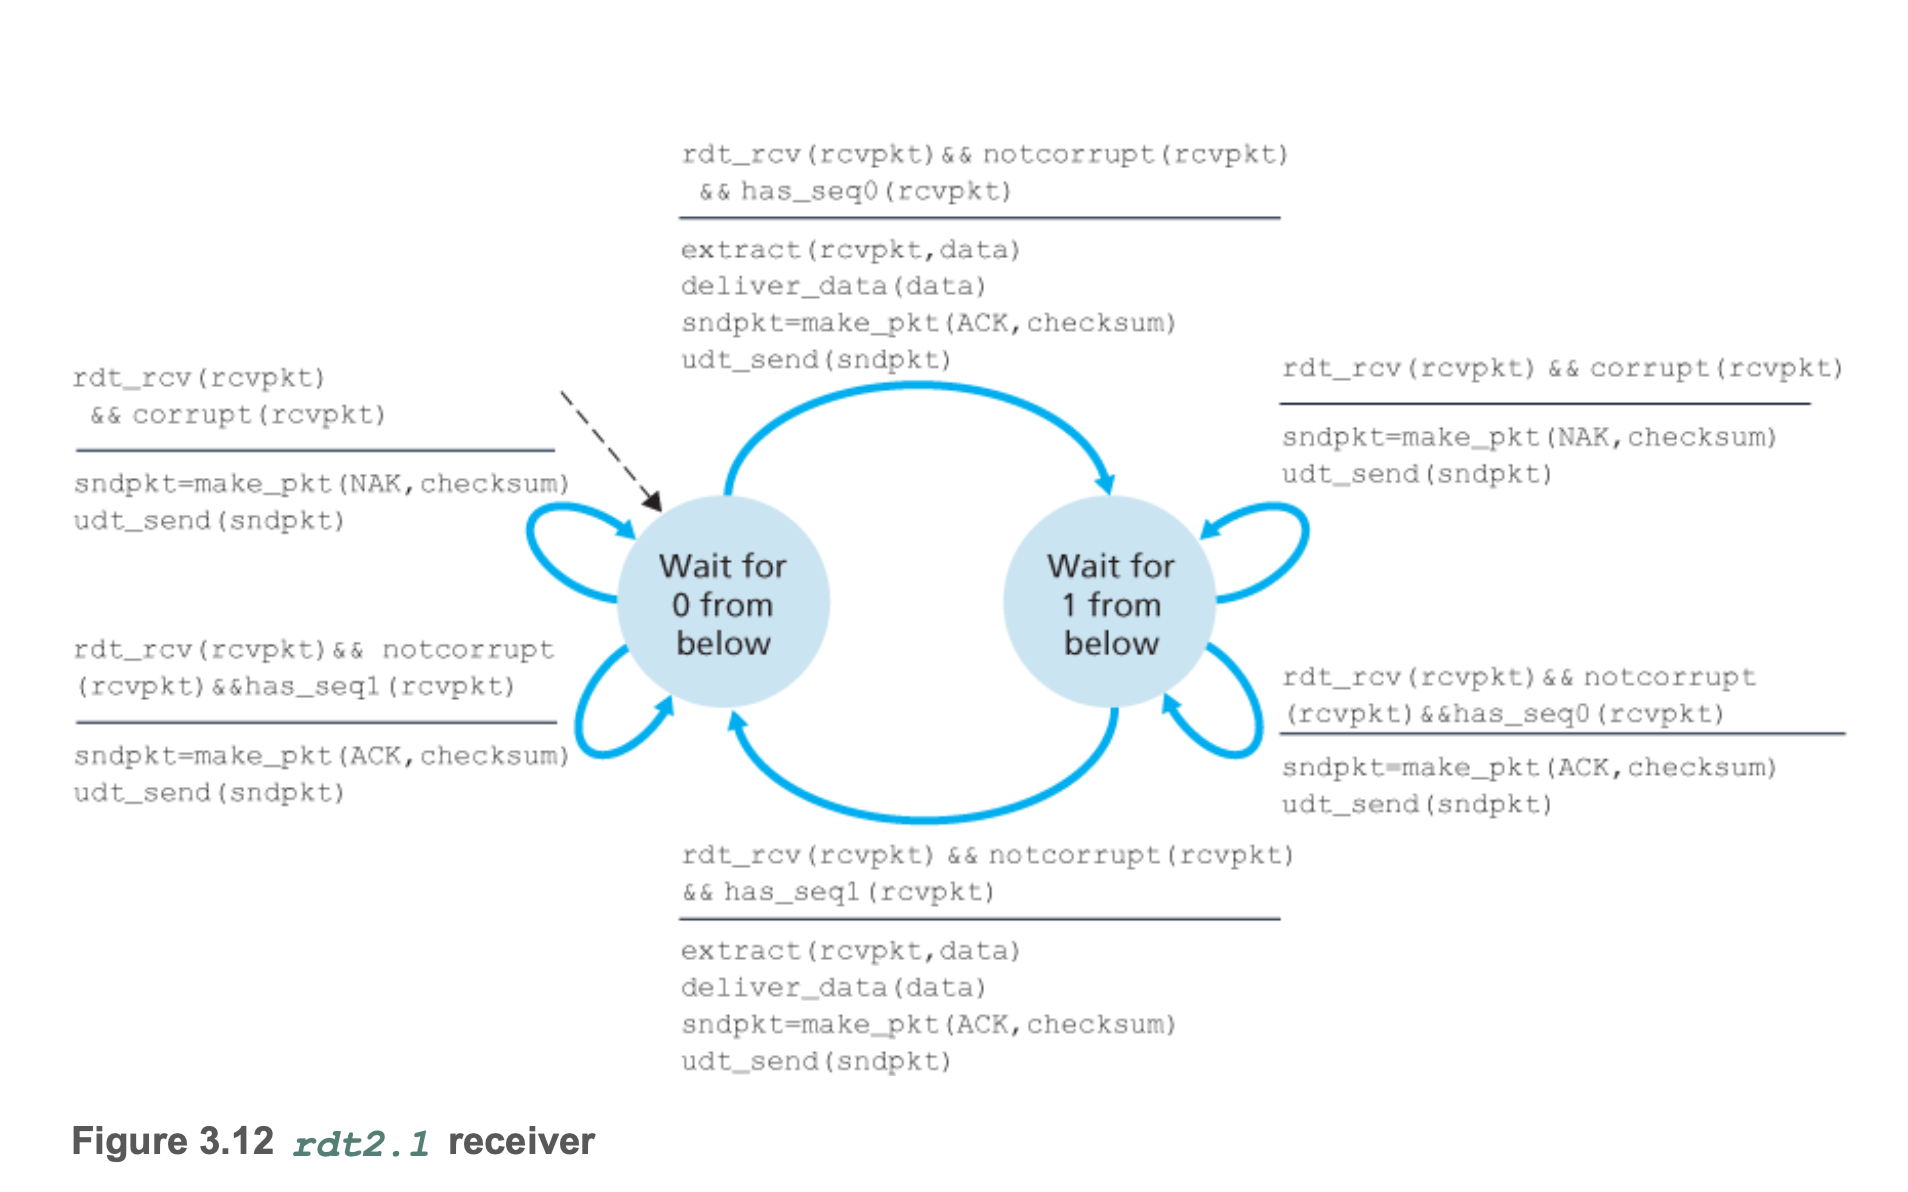 rdt_rcv(rcvpkt)&& notcorrupt(rcvpkt)
&& has_seq0(rcvpkt)
extract(rcvpkt,data)
deliver_data(data)
sndpkt=make_pkt(ACK,checksum)
udt_send(sndpkt)
rdt_rcv(rcvpkt)
&& corrupt(rcvpkt)
sndpkt=make_pkt(NAK,checksum)
udt_send(sndpkt)
rdt_rcv(rcvpkt) && corrupt(rcvpkt)
sndpkt=make_pkt(NAK,checksum)
udt_send(sndpkt)
Wait for
0 from
below
Wait for
1 from
below
rdt_rcv(rcvpkt)&& notcorrupt
(rcvpkt)&&has_seq1(rcvpkt)
sndpkt=make_pkt(ACK,checksum)
udt_send(sndpkt)
rdt_rcv(rcvpkt)&& notcorrupt
(rcvpkt)&&has_seq0(rcvpkt)
sndpkt=make_pkt(ACK,checksum)
udt_send(sndpkt)
rdt_rcv(rcvpkt) && notcorrupt(rcvpkt)
&& has_seq1(rcvpkt)
extract(rcvpkt,data)
deliver_data(data)
sndpkt=make_pkt(ACK,checksum)
udt_send(sndpkt)
Figure 3.12 rdt2.1 receiver